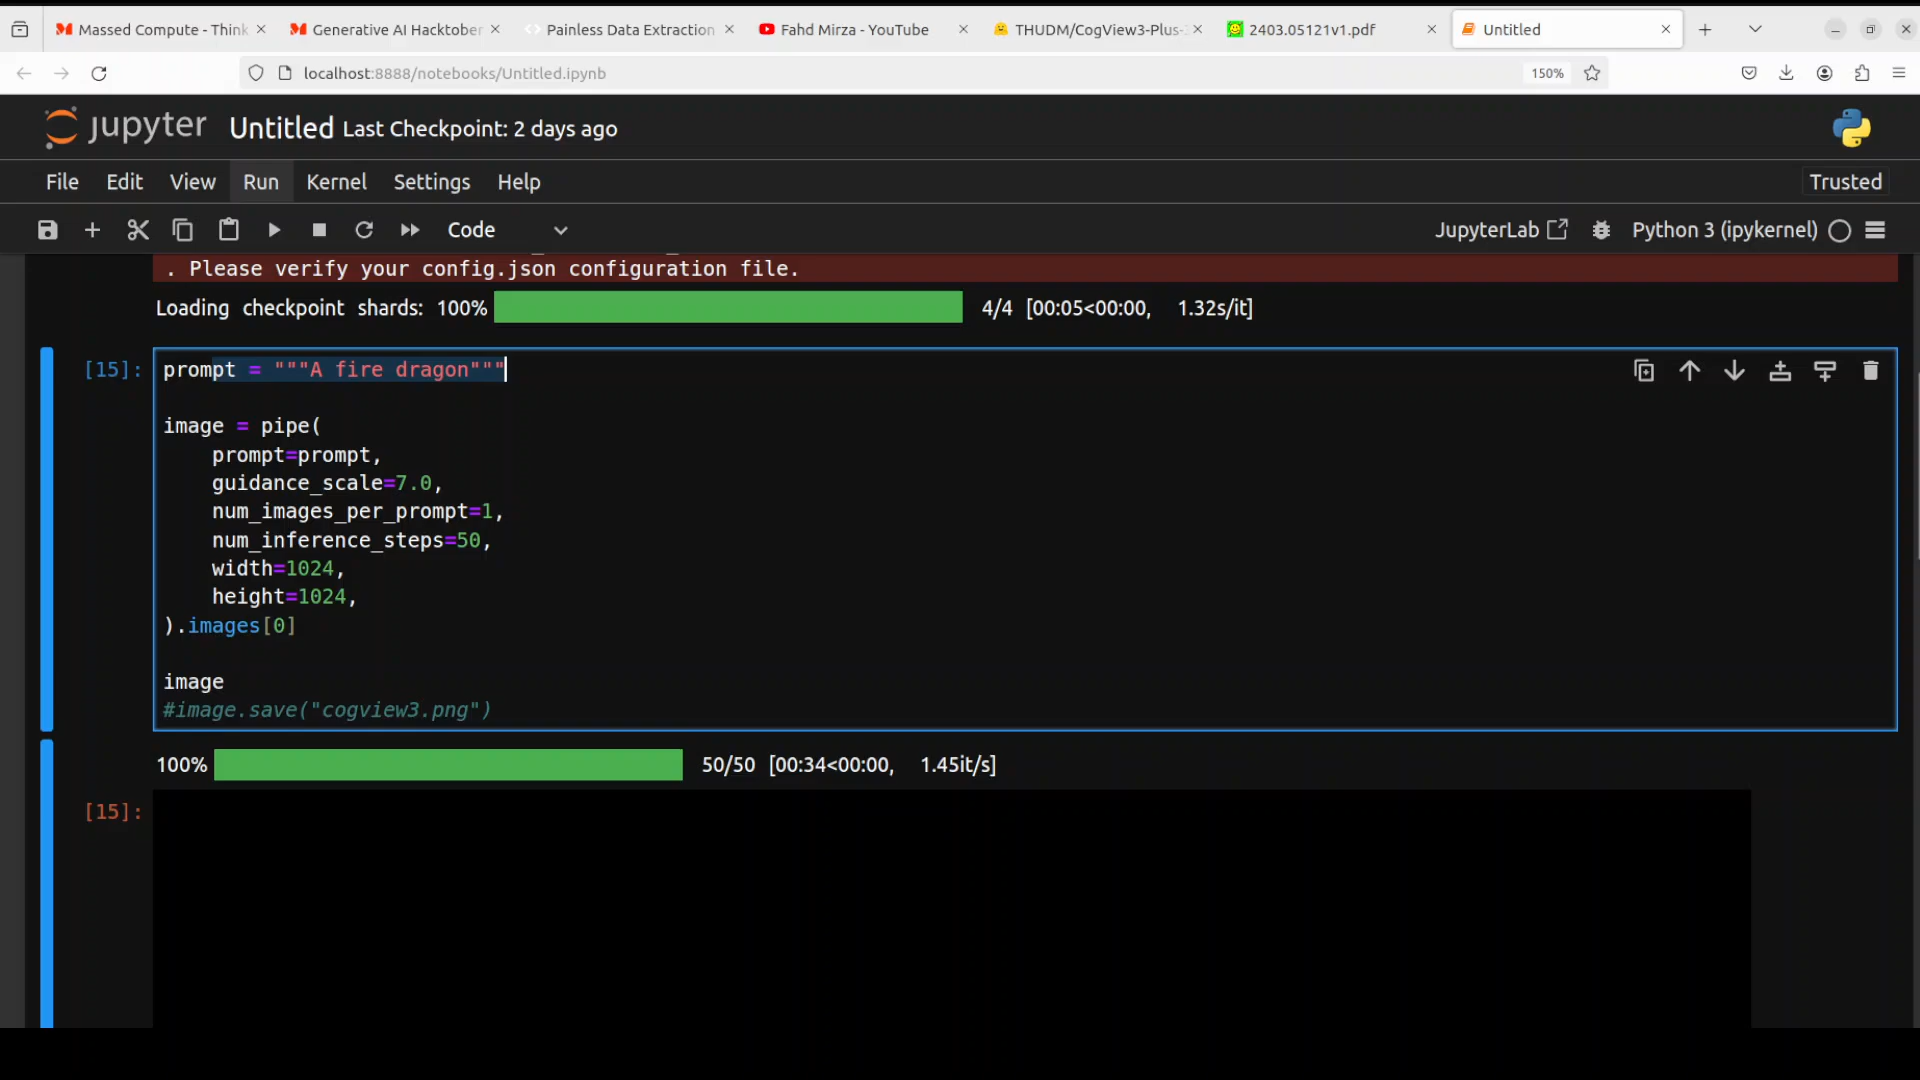 Massed Compute - Think
Generative AI Hacktober
Painless Data Extraction
Fahd Mirza - YouTube
THUDM/CogView3-Plus-
2403.05121v1.pdf
Untitled
localhost:8888/notebooks/Untitled.ipynb
150%
jupyter Untitled Last Checkpoint: 2 days ago
File Edit View Run Kernel Settings Help Trusted
Code JupyterLab Python 3 (ipykernel)
. Please verify your config.json configuration file.
Loading checkpoint shards: 100% 4/4 [00:05<00:00, 1.32s/it]
[15]: prompt = """A fire dragon"""
image = pipe(
    prompt=prompt,
    guidance_scale=7.0,
    num_images_per_prompt=1,
    num_inference_steps=50,
    width=1024,
    height=1024,
).images[0]
image
#image.save("cogview3.png")
100% 50/50 [00:34<00:00, 1.45it/s]
[15]: